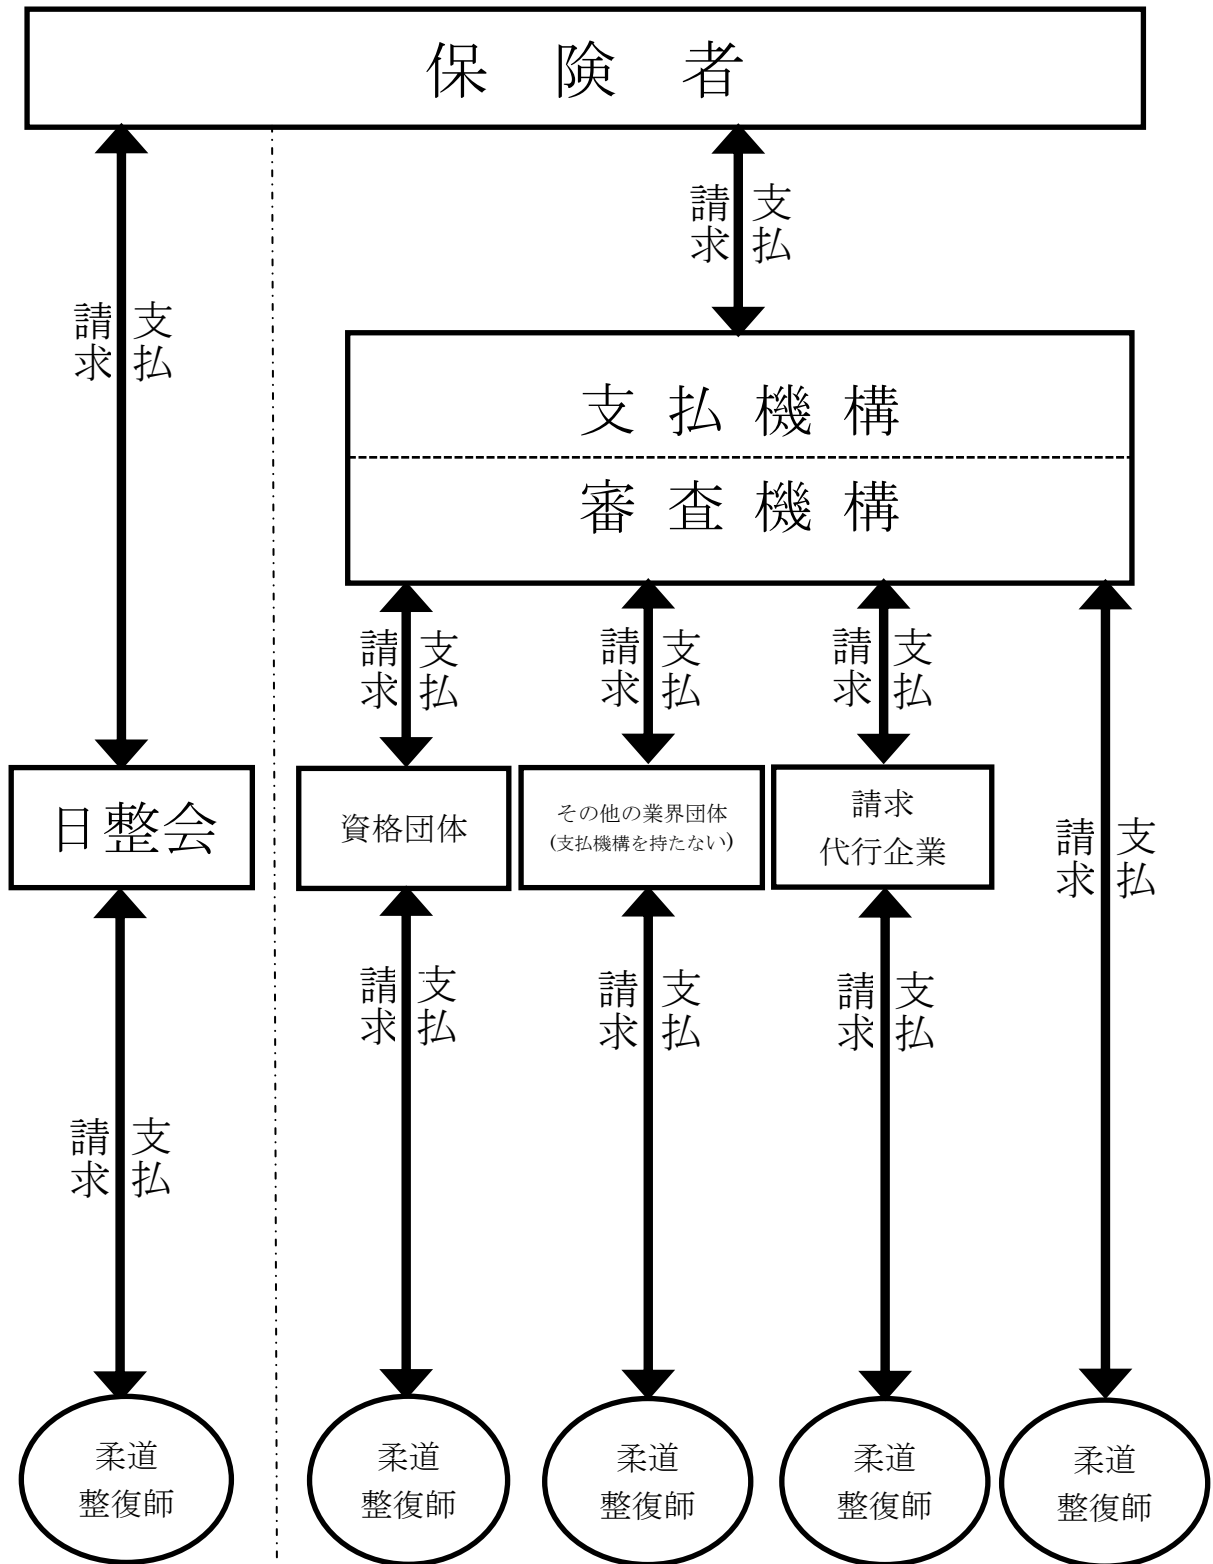 保険者
請求
支払
請求
支払
支払機構
審査機構
請求
支払
請求
支払
請求
支払
日整会
資格団体
その他の業界団体
(支払機構を持たない)
請求
代行企業
請求
支払
請求
支払
請求
支払
請求
支払
請求
支払
柔道
整復師
柔道
整復師
柔道
整復師
柔道
整復師
柔道
整復師